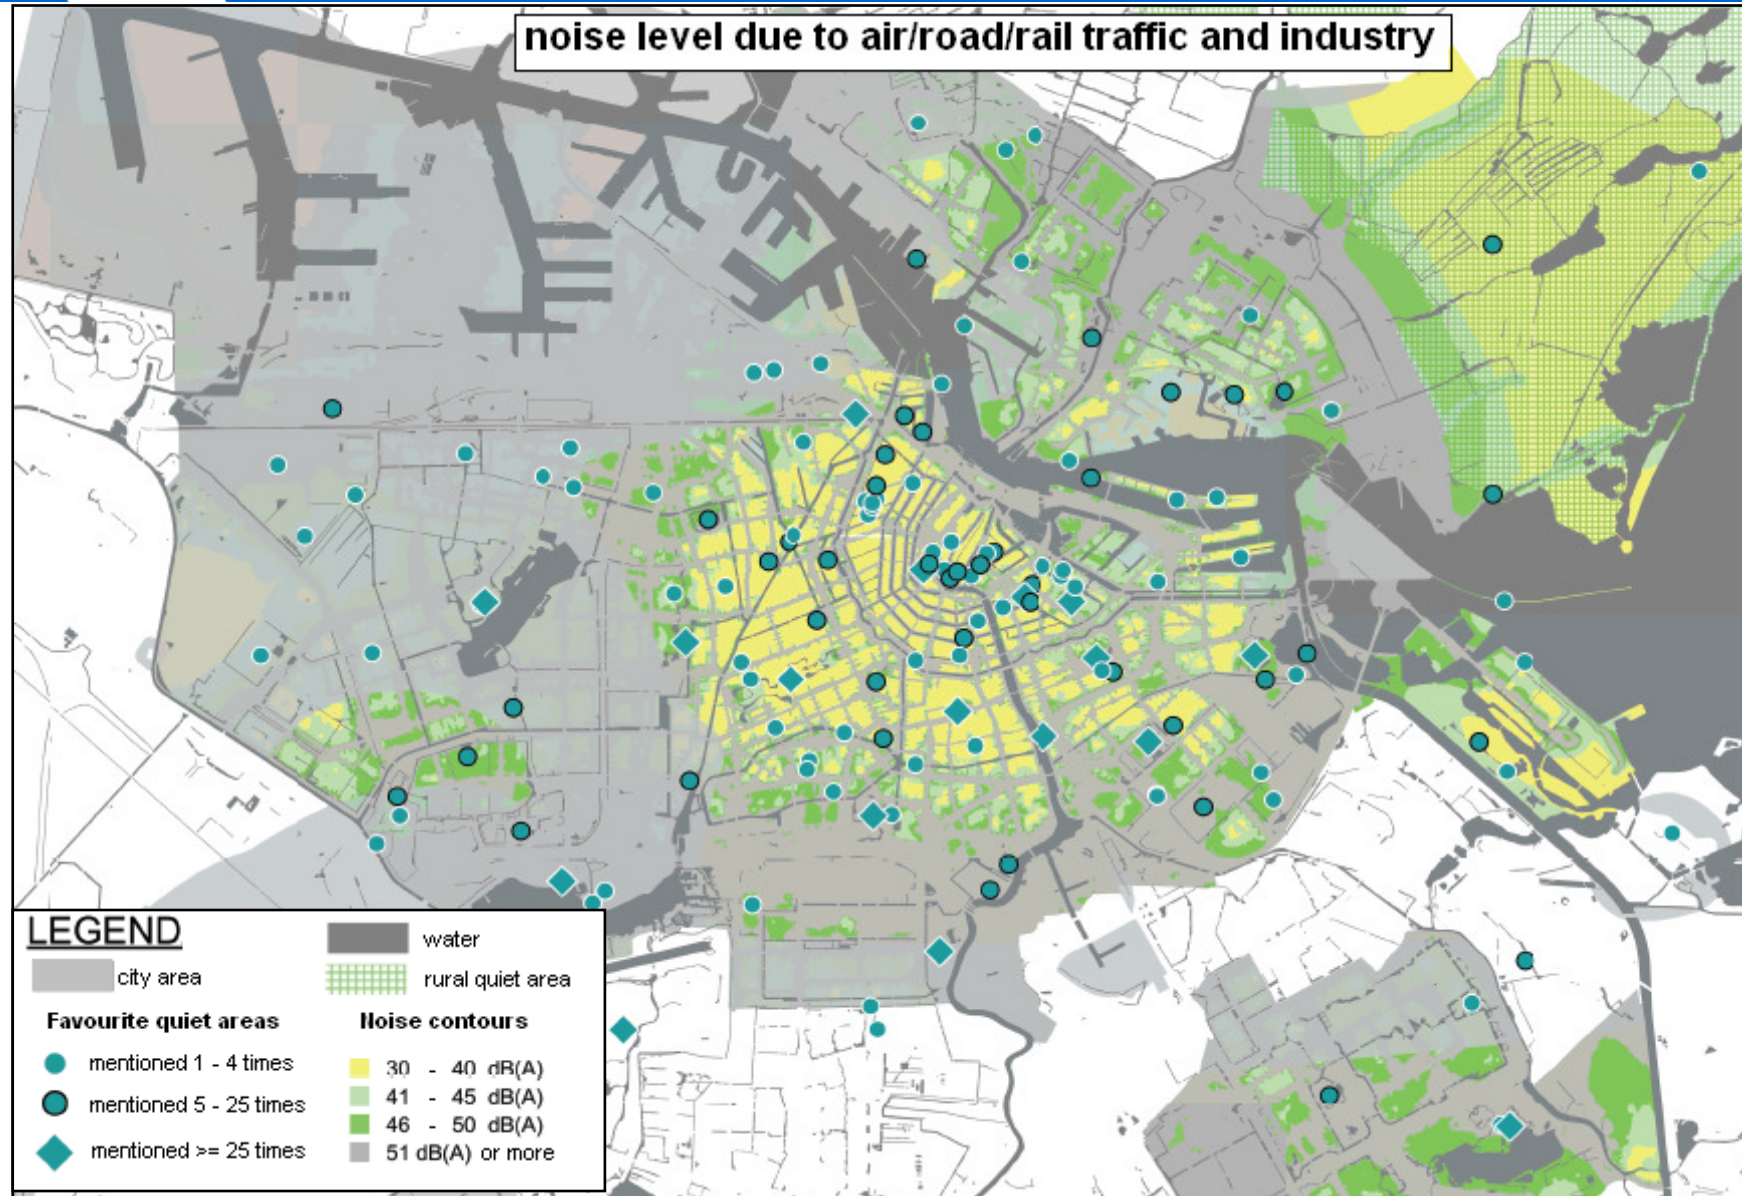 noise level due to air/road/rail traffic and industry
LEGEND
water
city area
rural quiet area
Favourite quiet areas
Noise contours
mentioned 1 - 4 times
mentioned 5 - 25 times
mentioned >= 25 times
30 - 40 dB(A)
41 - 45 dB(A)
46 - 50 dB(A)
51 dB(A) or more